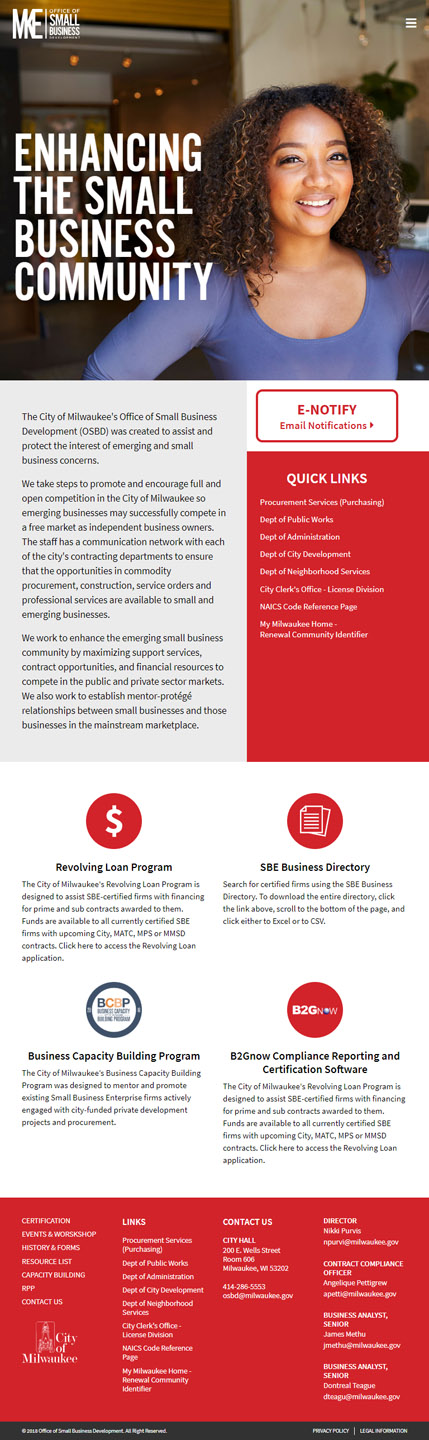 MKE
OFFICE OF
SMALL
BUSINESS
DEVELOPMENT
ENHANCING
THE SMALL
BUSINESS
COMMUNITY
The City of Milwaukee's Office of Small Business
Development (OSBD) was created to assist and
protect the interest of emerging and small
business concerns.
We take steps to promote and encourage full and
open competition in the City of Milwaukee so
emerging businesses may successfully compete in
a free market as independent business owners.
The staff has a communication network with each
of the city's contracting departments to ensure
that the opportunities in commodity
procurement, construction, service orders and
professional services are available to small and
emerging businesses.
We work to enhance the emerging small business
community by maximizing support services,
contract opportunities, and financial resources to
compete in the public and private sector markets.
We also work to establish mentor-protégé
relationships between small businesses and those
businesses in the mainstream marketplace.
E-NOTIFY
Email Notifications
QUICK LINKS
Procurement Services (Purchasing)
Dept of Public Works
Dept of Administration
Dept of City Development
Dept of Neighborhood Services
City Clerk's Office - License Division
NAICS Code Reference Page
My Milwaukee Home -
Renewal Community Identifier
$
Revolving Loan Program
The City of Milwaukee's Revolving Loan Program is
designed to assist SBE-certified firms with financing
for prime and sub contracts awarded to them.
Funds are available to all currently certified SBE
firms with upcoming City, MATC, MPS or MMSD
contracts. Click here to access the Revolving Loan
application.
SBE Business Directory
Search for certified firms using the SBE Business
Directory. To download the entire directory, click
the link above, scroll to the bottom of the page, and
click either to Excel or to CSV.
BCBP
BUSINESS CAPACITY
BUILDING PROGRAM
Business Capacity Building Program
The City of Milwaukee's Business Capacity Building
Program was designed to mentor and promote
existing Small Business Enterprise firms actively
engaged with city-funded private development
projects and procurement.
B2GNOW
B2Gnow Compliance Reporting and
Certification Software
The City of Milwaukee's Revolving Loan Program is
designed to assist SBE-certified firms with financing
for prime and sub contracts awarded to them.
Funds are available to all currently certified SBE
firms with upcoming City, MATC, MPS or MMSD
contracts. Click here to access the Revolving Loan
application.
CERTIFICATION
EVENTS & WORSKSHOP
HISTORY & FORMS
RESOURCE LIST
CAPACITY BUILDING
RPP
CONTACT US
City
of
Milwaukee
LINKS
Procurement Services
(Purchasing)
Dept of Public Works
Dept of Administration
Dept of City Development
Dept of Neighborhood
Services
City Clerk's Office -
License Division
NAICS Code Reference
Page
My Milwaukee Home -
Renewal Community
Identifier
CONTACT US
CITY HALL
200 E. Wells Street
Room 606
Milwaukee, WI 53202
414-286-5553
osbd@milwaukee.gov
DIRECTOR
Nikki Purvis
npurvi@milwaukee.gov
CONTRACT COMPLIANCE
OFFICER
Angelique Pettigrew
apetti@milwaukee.gov
BUSINESS ANALYST,
SENIOR
James Methu
jmethu@milwaukee.gov
BUSINESS ANALYST,
SENIOR
Dontreal Teague
dteagu@milwaukee.gov
© 2018 Office of Small Business Development. All Right Reserved.
PRIVACY POLICY | LEGAL INFORMATION